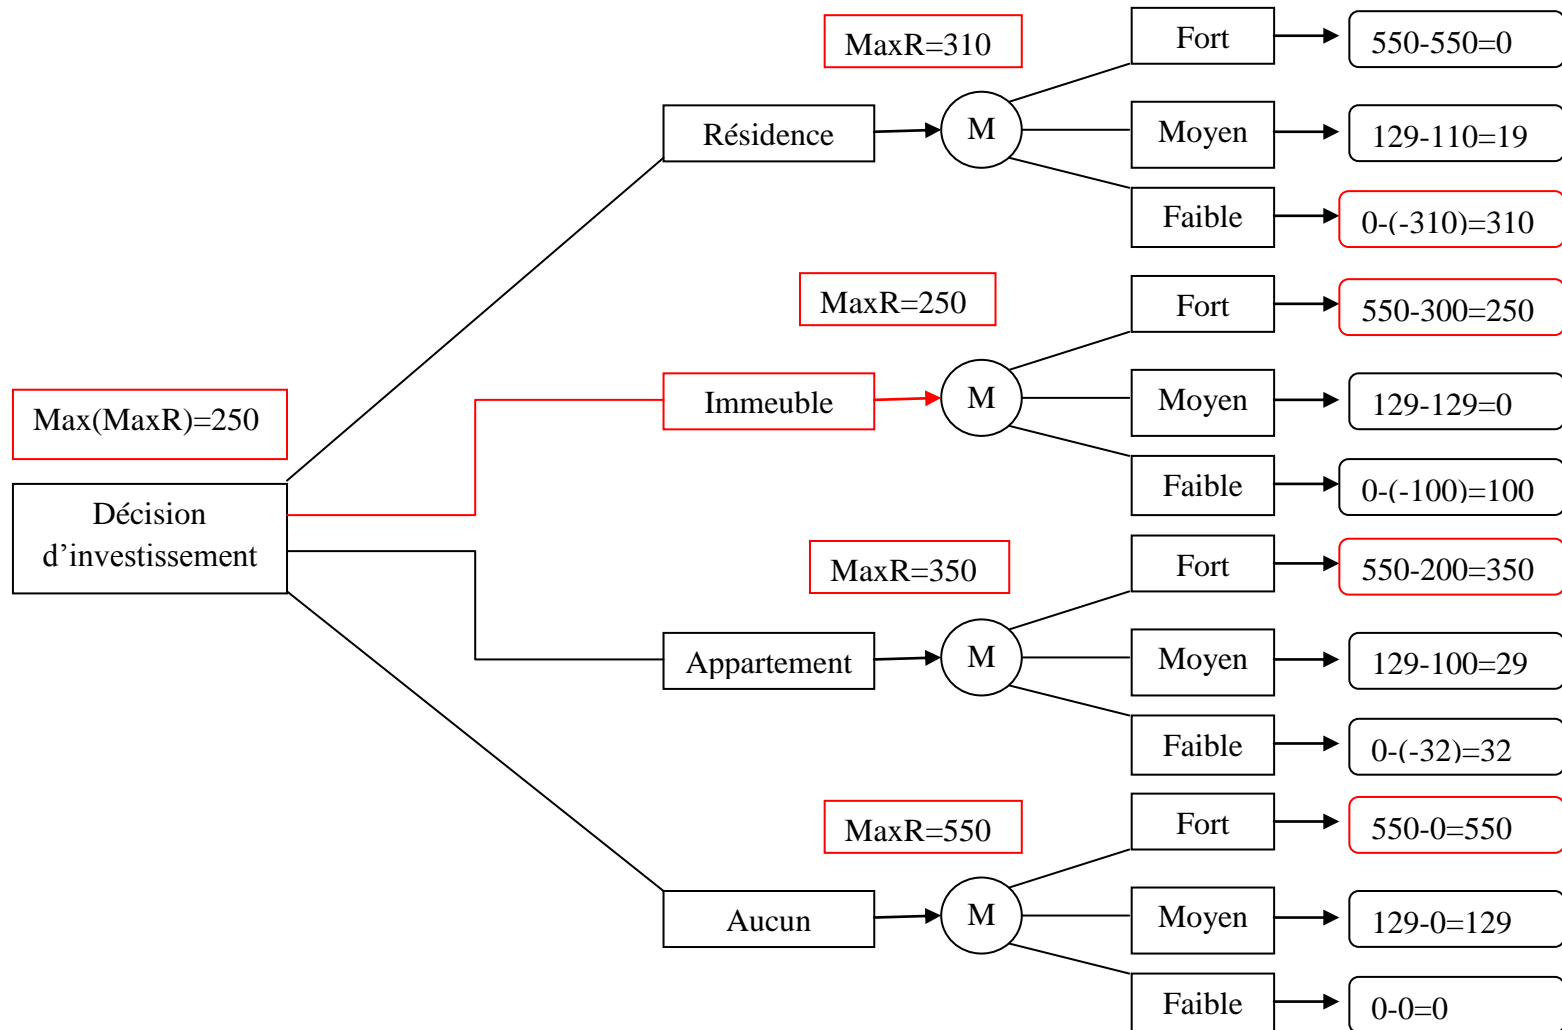 MaxR=310
Fort
550-550=0
Résidence
M
Moyen
129-110=19
Faible
0-(-310)=310
MaxR=250
Fort
550-300=250
Max(MaxR)=250
Immeuble
M
Moyen
129-129=0
Faible
0-(-100)=100
Décision
d’investissement
MaxR=350
Fort
550-200=350
Appartement
M
Moyen
129-100=29
Faible
0-(-32)=32
MaxR=550
Fort
550-0=550
Aucun
M
Moyen
129-0=129
Faible
0-0=0